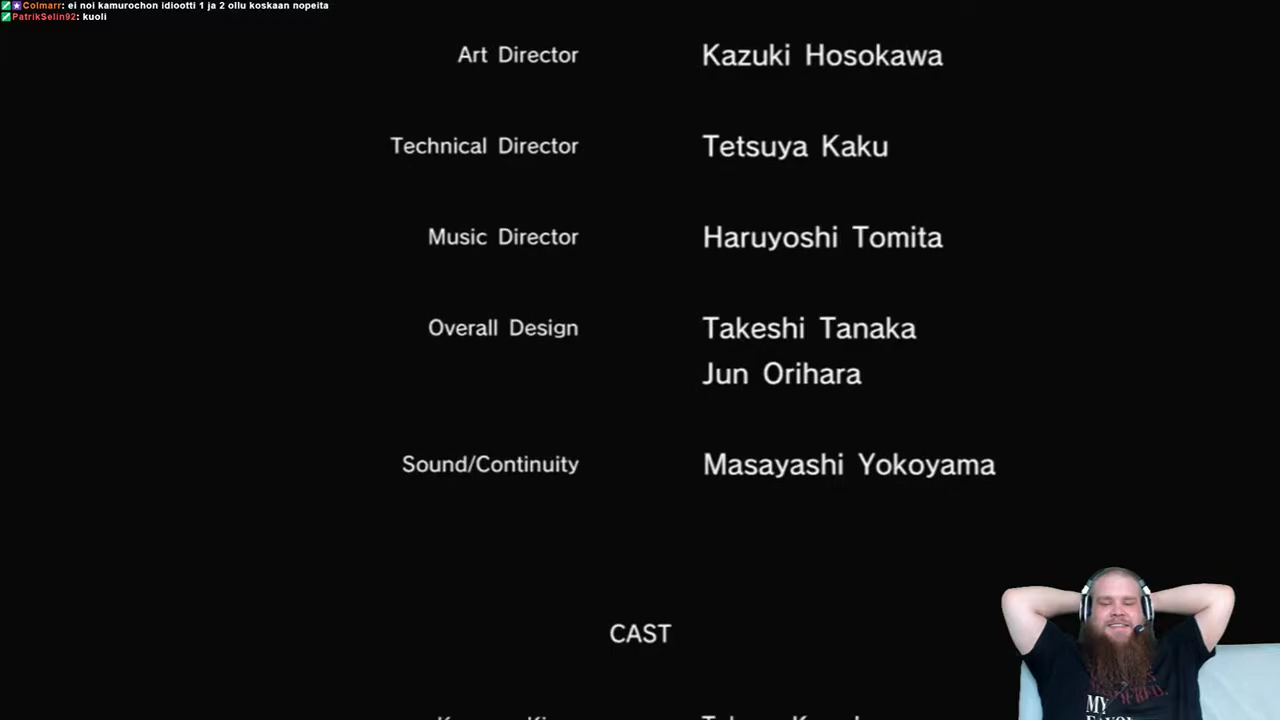 Colmarr: ei noi kamurochon idiootti 1 ja 2 ollu koskaan nopeita
PatrikSelin92: kuoli
Art Director Kazuki Hosokawa
Technical Director Tetsuya Kaku
Music Director Haruyoshi Tomita
Overall Design Takeshi Tanaka
Jun Orihara
Sound/Continuity Masayashi Yokoyama
CAST
MY